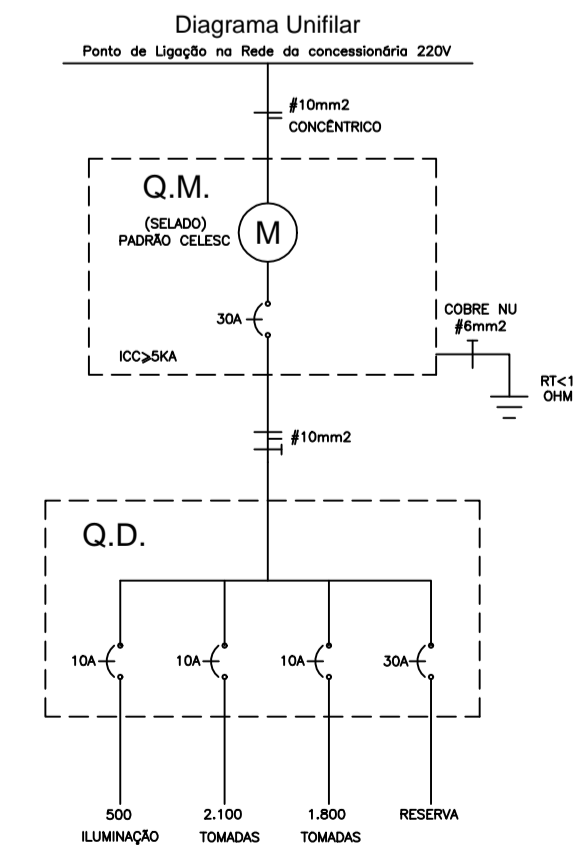 Diagrama Unifilar
Ponto de Ligação na Rede da concessionária 220V
#10mm2
CONCÊNTRICO
Q.M.
(SELADO)
PADRÃO CELESC
M
30A
ICC⩾5KA
COBRE NU
#6mm2
RT<1
OHM
#10mm2
Q.D.
10A
10A
10A
30A
500
ILUMINAÇÃO
2.100
TOMADAS
1.800
TOMADAS
RESERVA